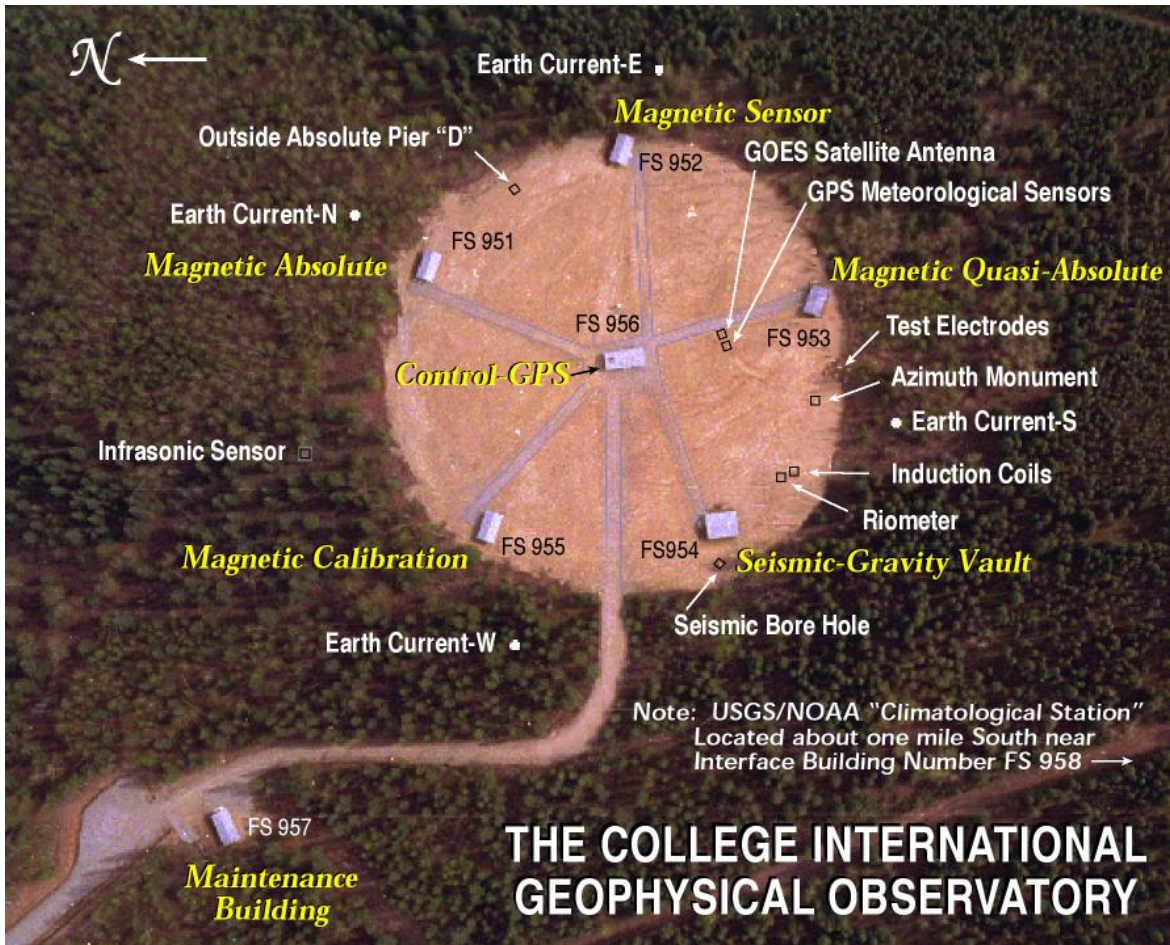 N
Earth Current-E
Magnetic Sensor
Outside Absolute Pier “D”
FS 952
GOES Satellite Antenna
GPS Meteorological Sensors
Earth Current-N
FS 951
Magnetic Absolute
Magnetic Quasi-Absolute
FS 956
FS 953
Test Electrodes
Control-GPS
Azimuth Monument
Earth Current-S
Infrasonic Sensor
Induction Coils
Riometer
Magnetic Calibration
FS 955
FS954
Seismic-Gravity Vault
Seismic Bore Hole
Earth Current-W
Note: USGS/NOAA “Climatological Station”
Located about one mile South near
Interface Building Number FS 958
FS 957
Maintenance
Building
THE COLLEGE INTERNATIONAL
GEOPHYSICAL OBSERVATORY